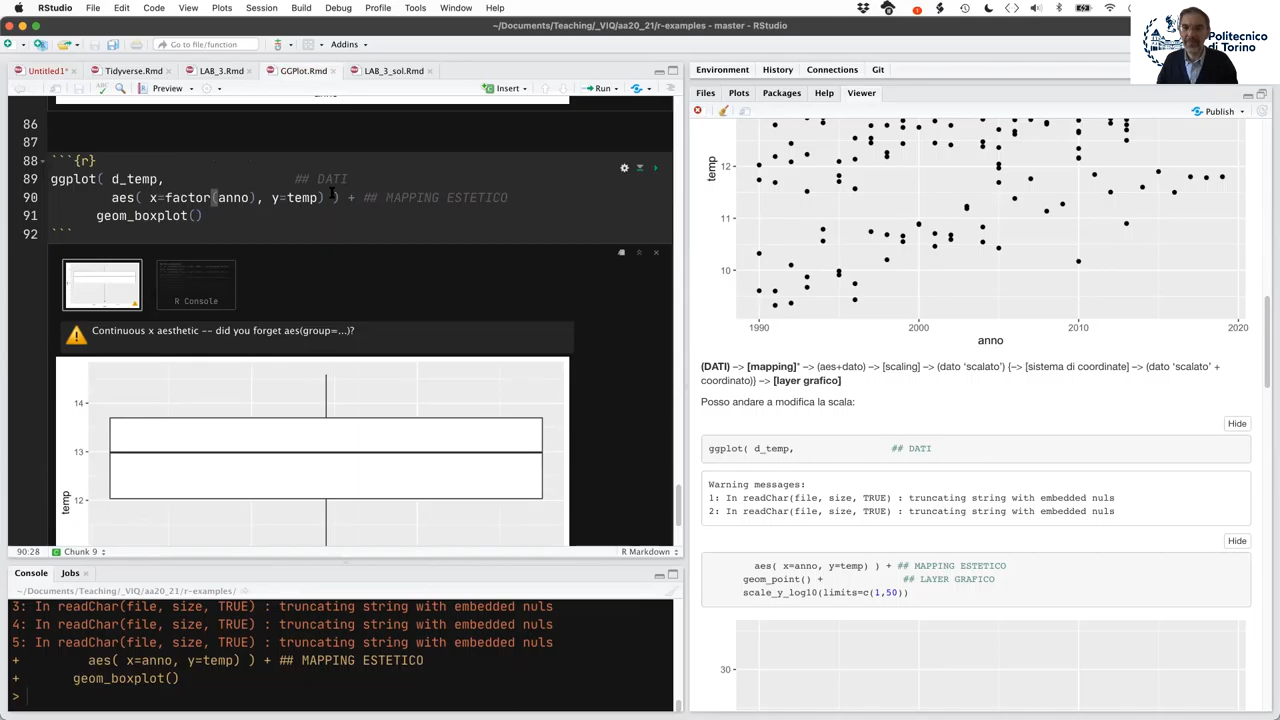 RStudio File Edit Code View Plots Session Build Debug Profile Tools Window Help
~/Documents/Teaching/_VIQ/aa20_21/r-examples - master - RStudio
Politecnico
di Torino
Go to file/function Addins
Untitled1* Tidyverse.Rmd LAB_3.Rmd GGPlot.Rmd LAB_3_sol.Rmd
Preview Insert Run
86
87
88 ```{r}
89 ggplot( d_temp, ## DATI
90 aes( x=factor(anno), y=temp) ) + ## MAPPING ESTETICO
91 geom_boxplot()
92 ```
R Console
Continuous x aesthetic -- did you forget aes(group=...)?
14
13
12
temp
90:28 Chunk 9 R Markdown
Console Jobs
~/Documents/Teaching/_VIQ/aa20_21/r-examples/
3: In readChar(file, size, TRUE) : truncating string with embedded nuls
4: In readChar(file, size, TRUE) : truncating string with embedded nuls
5: In readChar(file, size, TRUE) : truncating string with embedded nuls
+ aes( x=anno, y=temp) ) + ## MAPPING ESTETICO
+ geom_boxplot()
>
Environment History Connections Git
Files Plots Packages Help Viewer
Publish
temp
12
11
10
1990 2000 2010 2020
anno
(DATI) –> [mapping]* –> (aes+dato) –> [scaling] –> (dato ‘scalato’) {–> [sistema di coordinate] –> (dato ‘scalato’ +
coordinato)} –> [layer grafico]
Posso andare a modifica la scala:
Hide
ggplot( d_temp, ## DATI
Warning messages:
1: In readChar(file, size, TRUE) : truncating string with embedded nuls
2: In readChar(file, size, TRUE) : truncating string with embedded nuls
Hide
aes( x=anno, y=temp) ) + ## MAPPING ESTETICO
geom_point() + ## LAYER GRAFICO
scale_y_log10(limits=c(1,50))
30